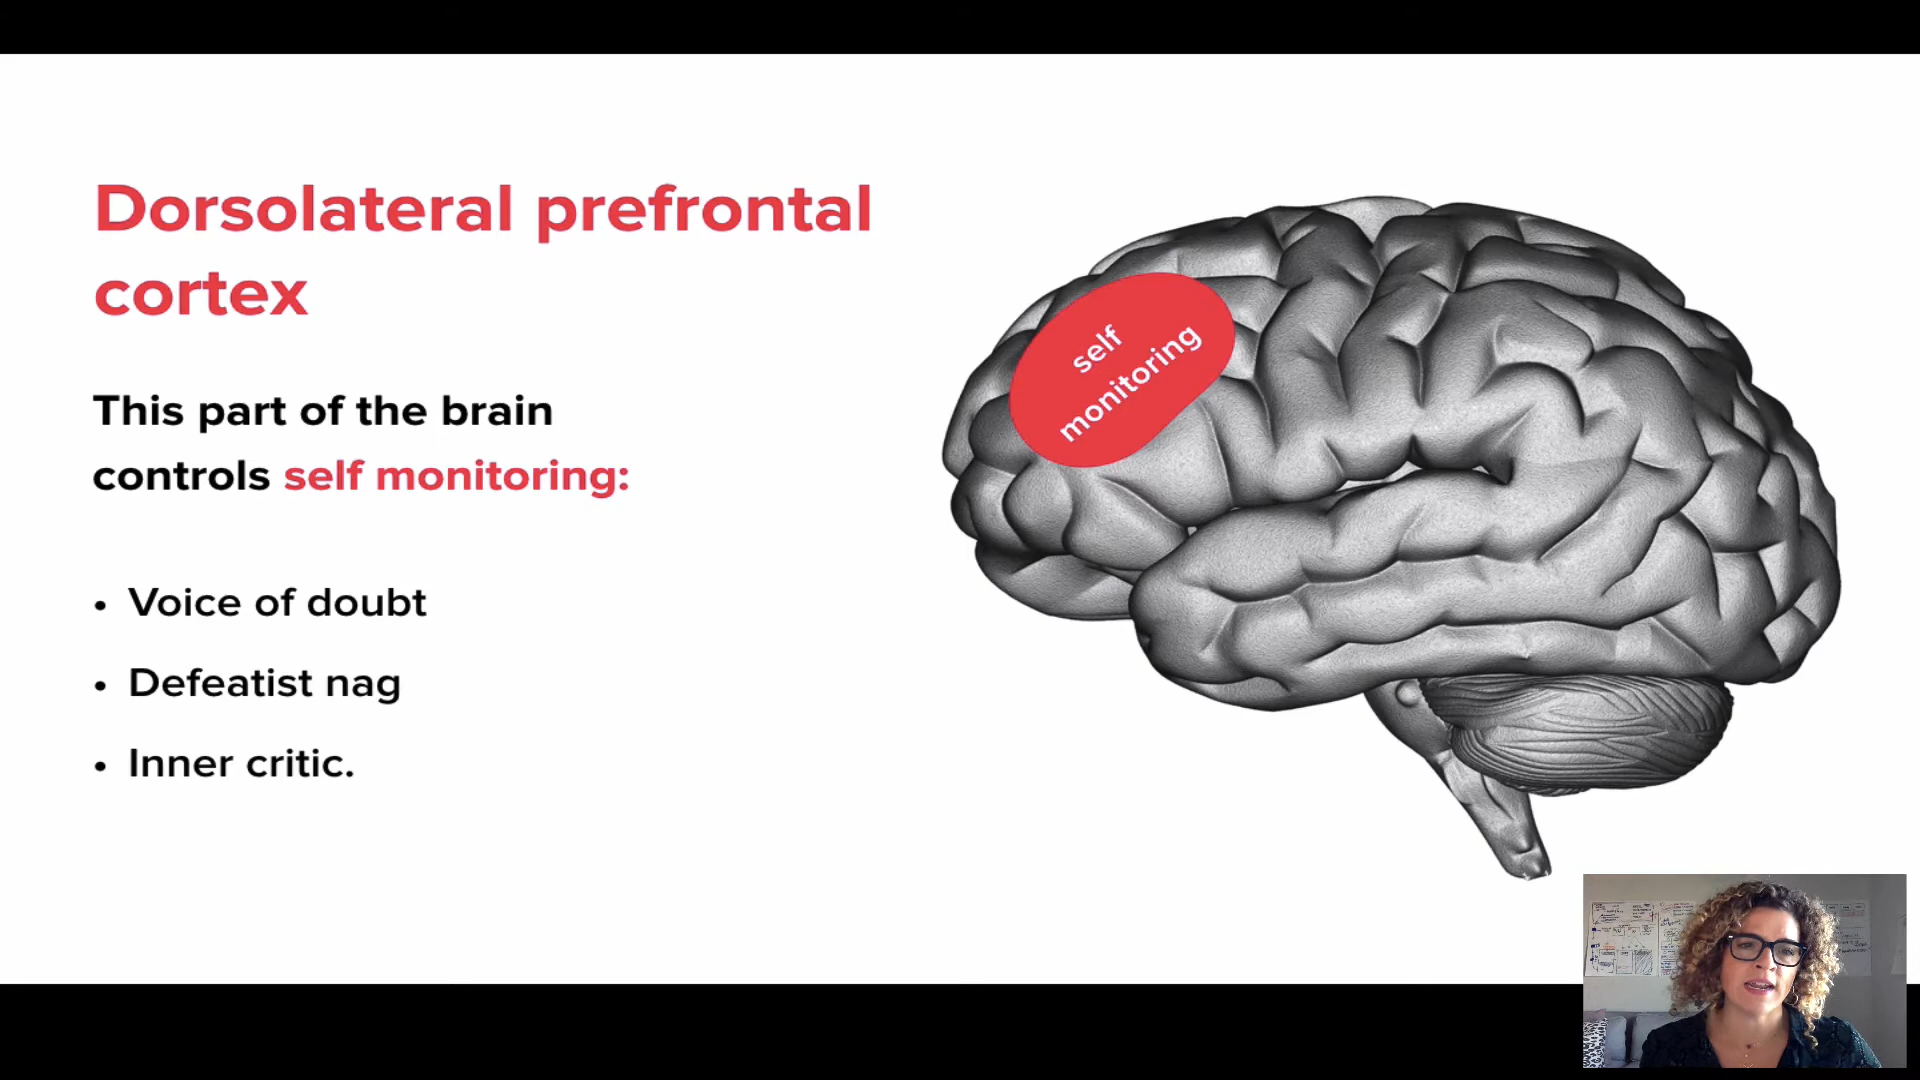 Dorsolateral prefrontal
cortex
This part of the brain
controls self monitoring:
• Voice of doubt
• Defeatist nag
• Inner critic.
self
monitoring